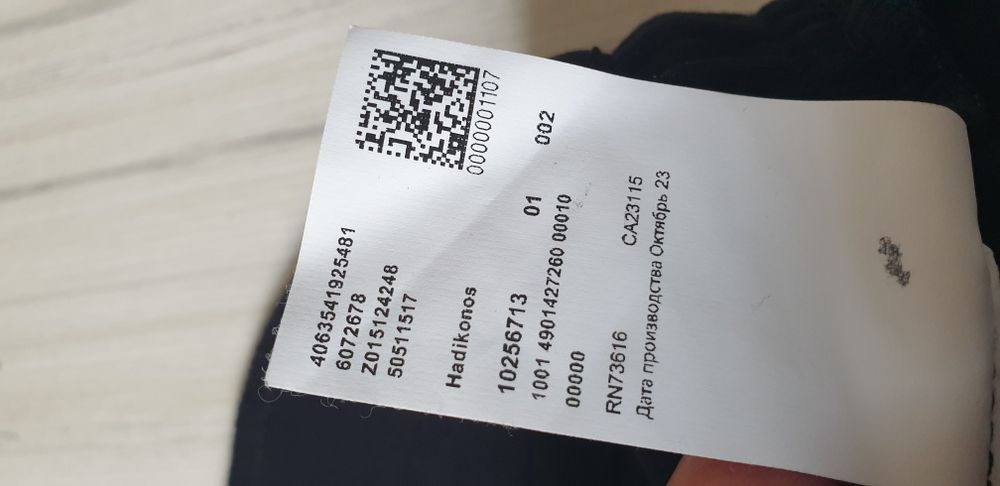 0000001107
4063541925481
6072678
Z015124248
50511517
Hadikonos
10256713 01 002
1001 4901427260 00010
00000
RN73616 CA23115
Дата производства Октябрь 23